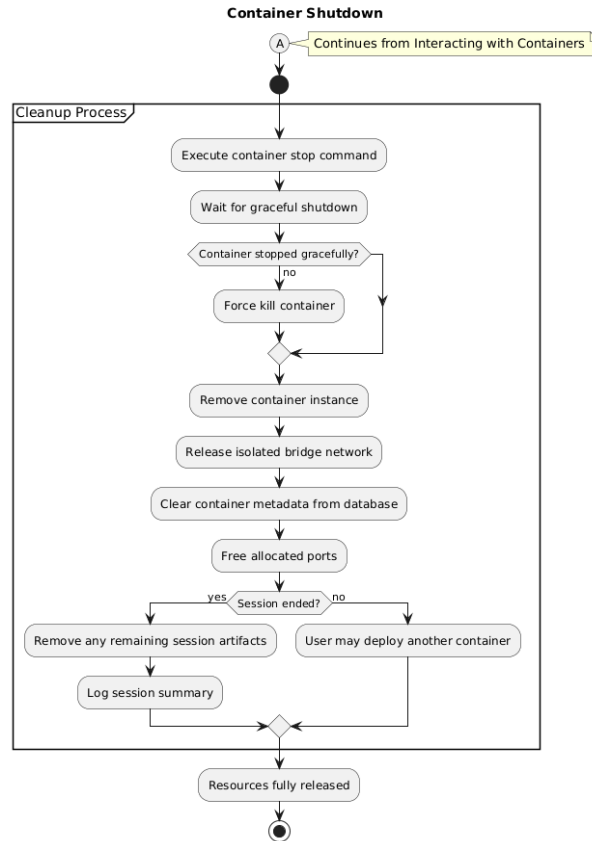 Container Shutdown
A
Continues from Interacting with Containers
Cleanup Process
Execute container stop command
Wait for graceful shutdown
Container stopped gracefully?
no
Force kill container
Remove container instance
Release isolated bridge network
Clear container metadata from database
Free allocated ports
yes
Session ended?
no
Remove any remaining session artifacts
User may deploy another container
Log session summary
Resources fully released